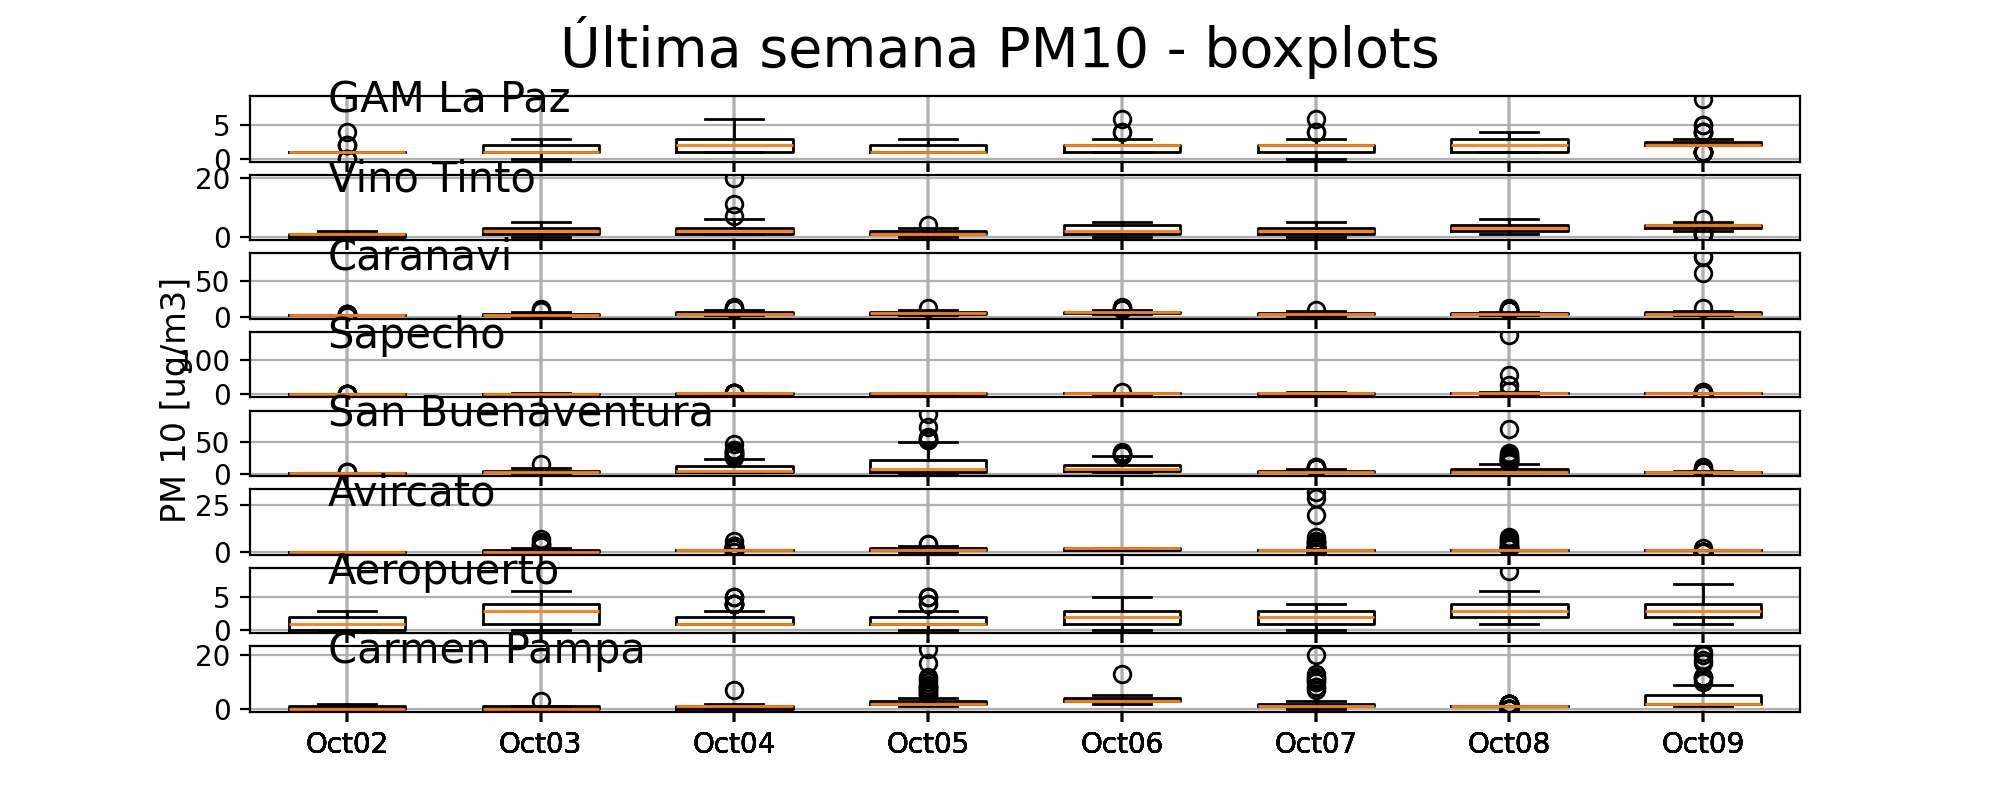 Última semana PM10 - boxplots
GAM La Paz
5
0
Vino Tinto
20
0
Caranavi
50
0
Sapecho
100
0
San Buenaventura
50
0
Avircato
25
0
Aeropuerto
5
0
Carmen Pampa
20
0
PM 10 [ug/m3]
Oct02 Oct03 Oct04 Oct05 Oct06 Oct07 Oct08 Oct09